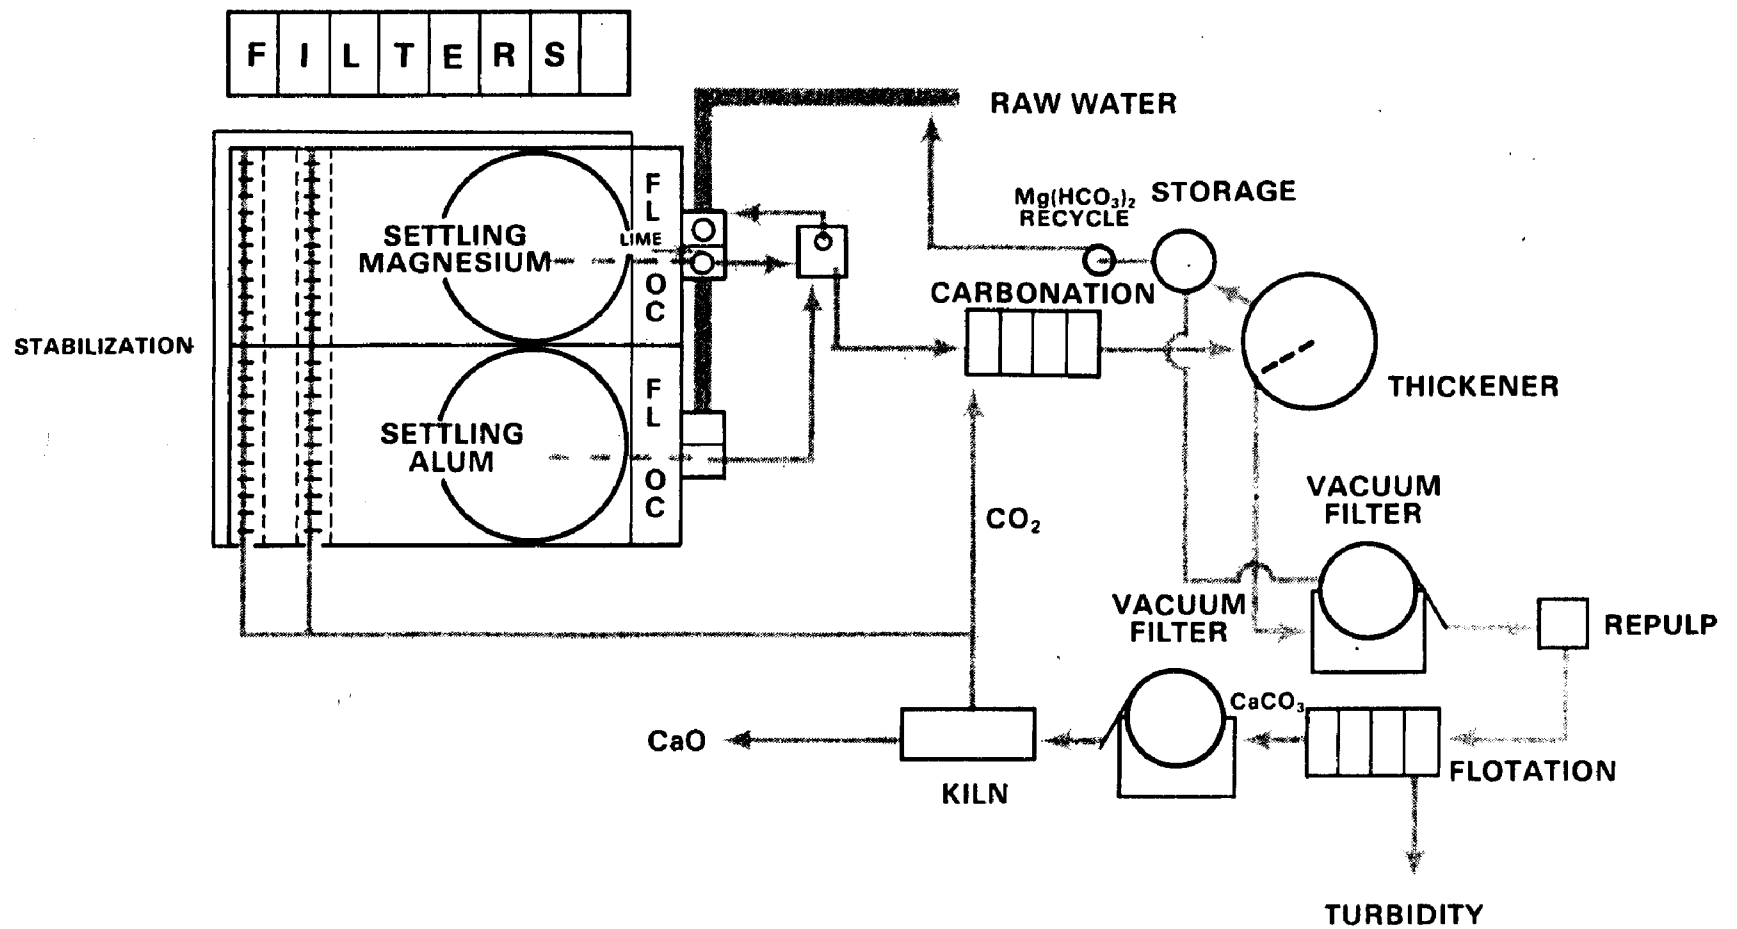 FILTERS
RAW WATER
Mg(HCO₃)₂
RECYCLE
STORAGE
FL
OC
SETTLING
MAGNESIUM
LIME
CARBONATION
STABILIZATION
THICKENER
FL
OC
SETTLING
ALUM
VACUUM
FILTER
CO₂
VACUUM
FILTER
REPULP
CaCO₃
CaO
KILN
FLOTATION
TURBIDITY